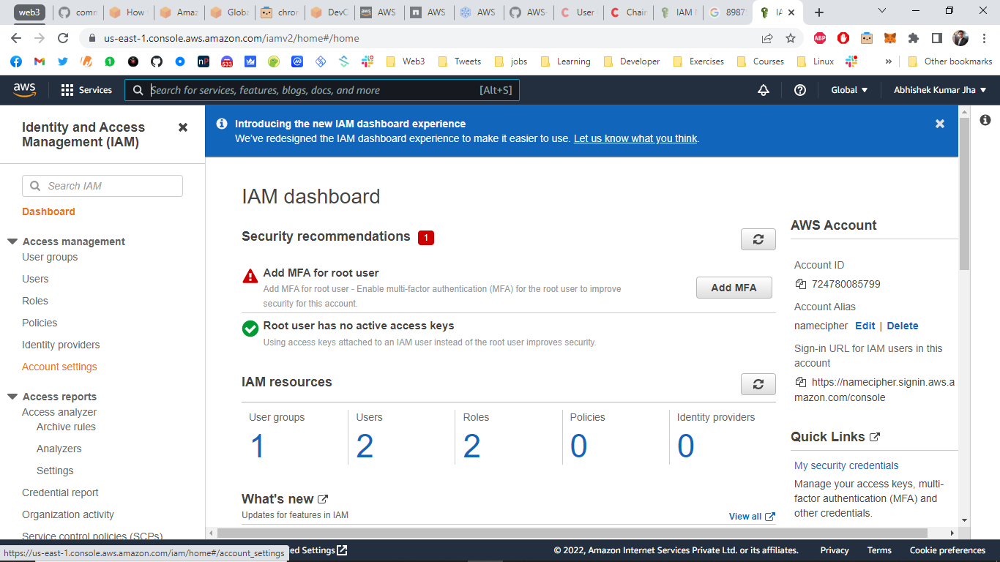 web3
comn
How
Amaz
Globa
chron
DevC
AWS
AWS
AWS
AWS-
User
Chair
IAM I
8987
IA
us-east-1.console.aws.amazon.com/iamv2/home#/home
ABP
1
nP
533
Web3
Tweets
jobs
Learning
Developer
Exercises
Courses
Linux
»
Other bookmarks
aws
Services
Search for services, features, blogs, docs, and more
[Alt+S]
Global
Abhishek Kumar Jha
Identity and Access
Management (IAM)
Search IAM
Dashboard
Access management
User groups
Users
Roles
Policies
Identity providers
Account settings
Access reports
Access analyzer
Archive rules
Analyzers
Settings
Credential report
Organization activity
Service control policies (SCPs)
Introducing the new IAM dashboard experience
We've redesigned the IAM dashboard experience to make it easier to use. Let us know what you think.
IAM dashboard
Security recommendations 1
Add MFA for root user
Add MFA for root user - Enable multi-factor authentication (MFA) for the root user to improve
security for this account.
Add MFA
Root user has no active access keys
Using access keys attached to an IAM user instead of the root user improves security.
IAM resources
User groups
1
Users
2
Roles
2
Policies
0
Identity providers
0
What's new
Updates for features in IAM
View all
AWS Account
Account ID
724780085799
Account Alias
namecipher Edit | Delete
Sign-in URL for IAM users in this
account
https://namecipher.signin.aws.a
mazon.com/console
Quick Links
My security credentials
Manage your access keys, multi-
factor authentication (MFA) and
other credentials.
https://us-east-1.console.aws.amazon.com/iam/home#/account_settings
ed Settings
© 2022, Amazon Internet Services Private Ltd. or its affiliates.
Privacy
Terms
Cookie preferences